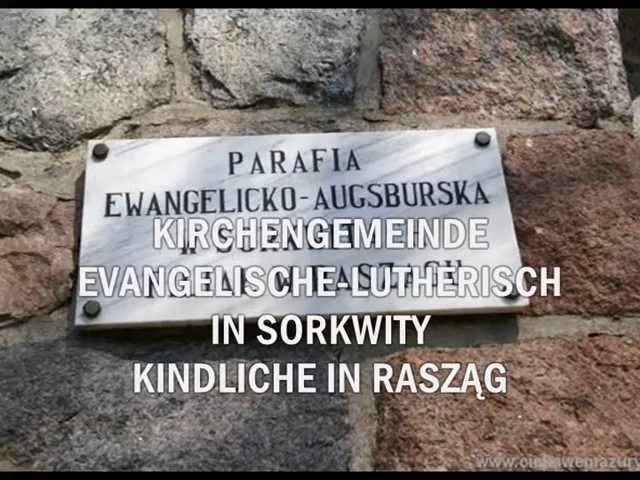 PARAFIA
EWANGELICKO-AUGSBURSKA
KIRCHENGEMEINDE
EVANGELISCHE-LUTHERISCH
IN SORKWITY
KINDLICHE IN RASZĄG